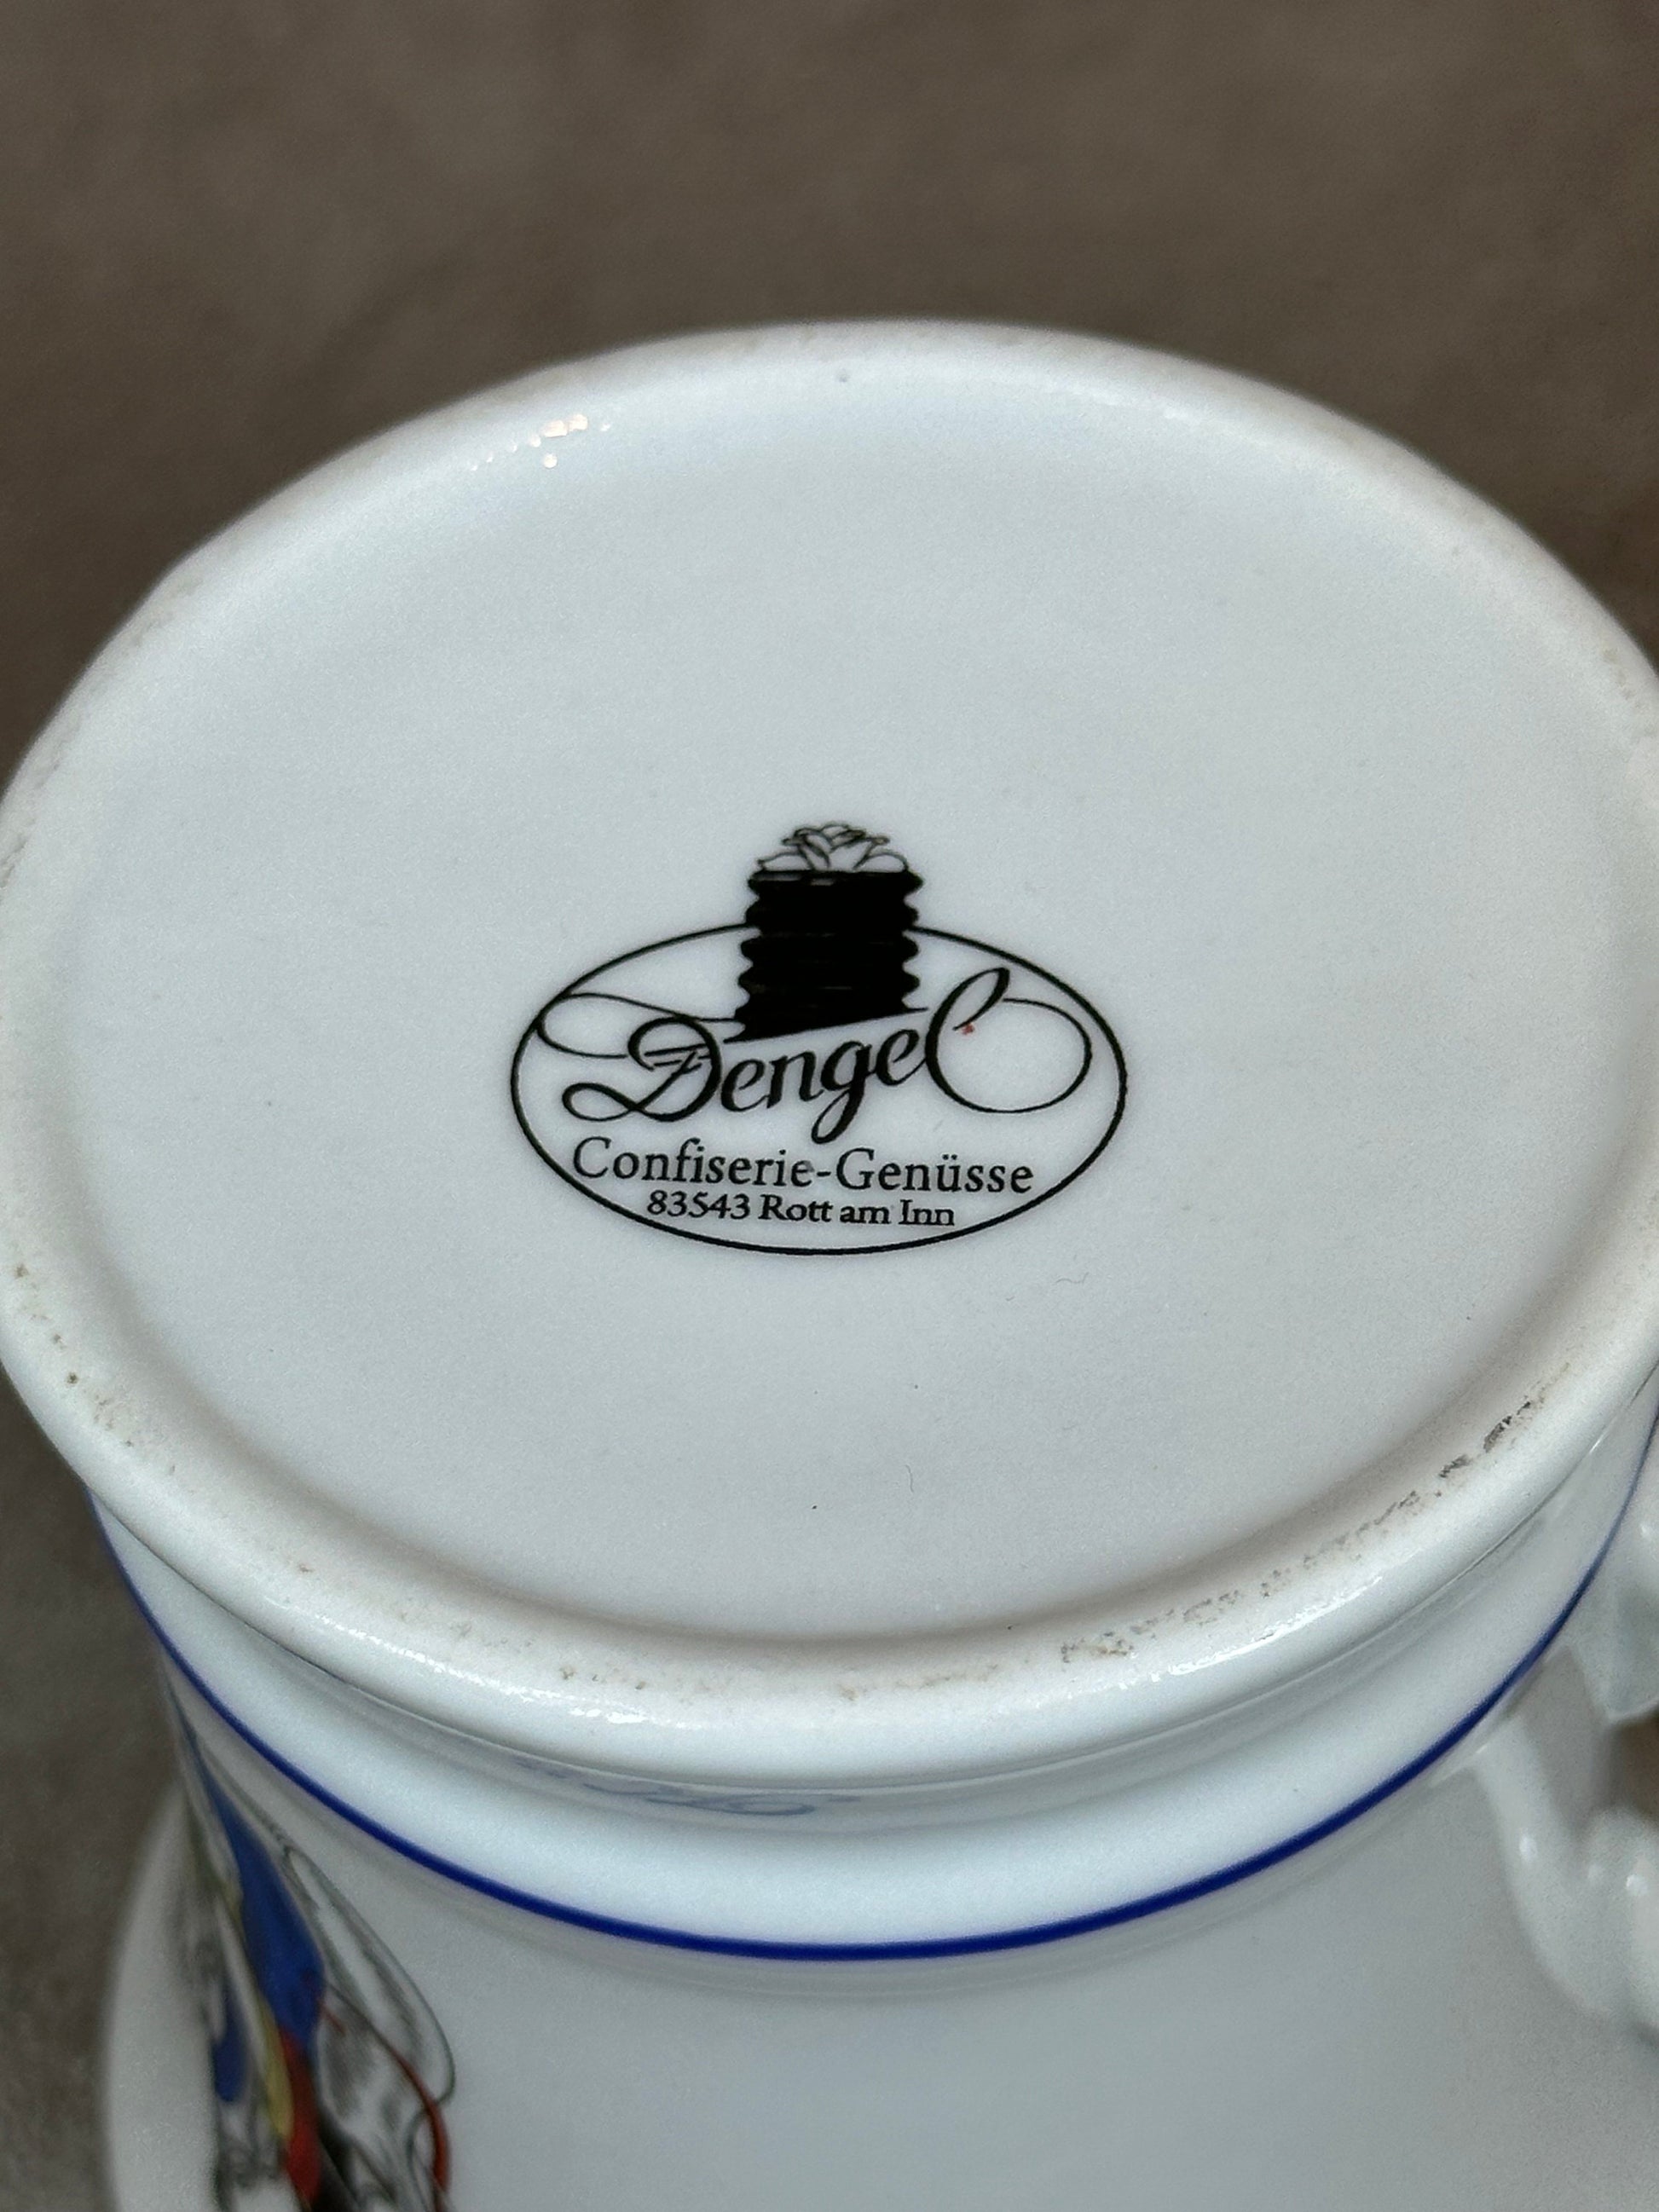 Dengel
Confiserie-Genüsse
83543 Rott am Inn